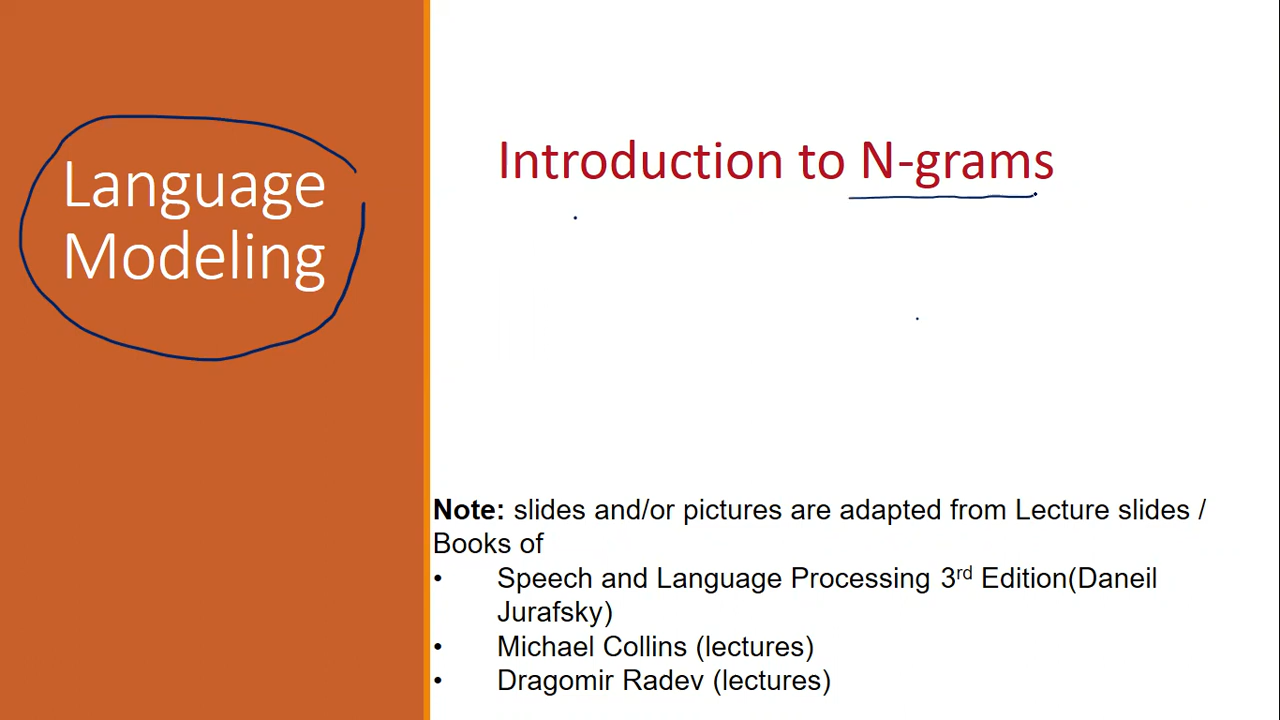 Language
Modeling
Introduction to N-grams
Note: slides and/or pictures are adapted from Lecture slides /
Books of
• Speech and Language Processing 3rd Edition(Daneil
Jurafsky)
• Michael Collins (lectures)
• Dragomir Radev (lectures)